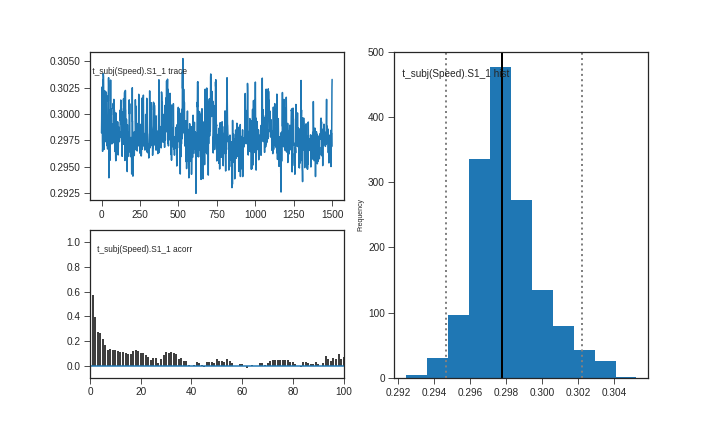 t_subj(Speed).S1_1 trace
0.3050
0.3025
0.3000
0.2975
0.2950
0.2925
0 250 500 750 1000 1250 1500
t_subj(Speed).S1_1 acorr
1.0
0.8
0.6
0.4
0.2
0.0
0 20 40 60 80 100
t_subj(Speed).S1_1 hist
Frequency
500
400
300
200
100
0
0.292 0.294 0.296 0.298 0.300 0.302 0.304